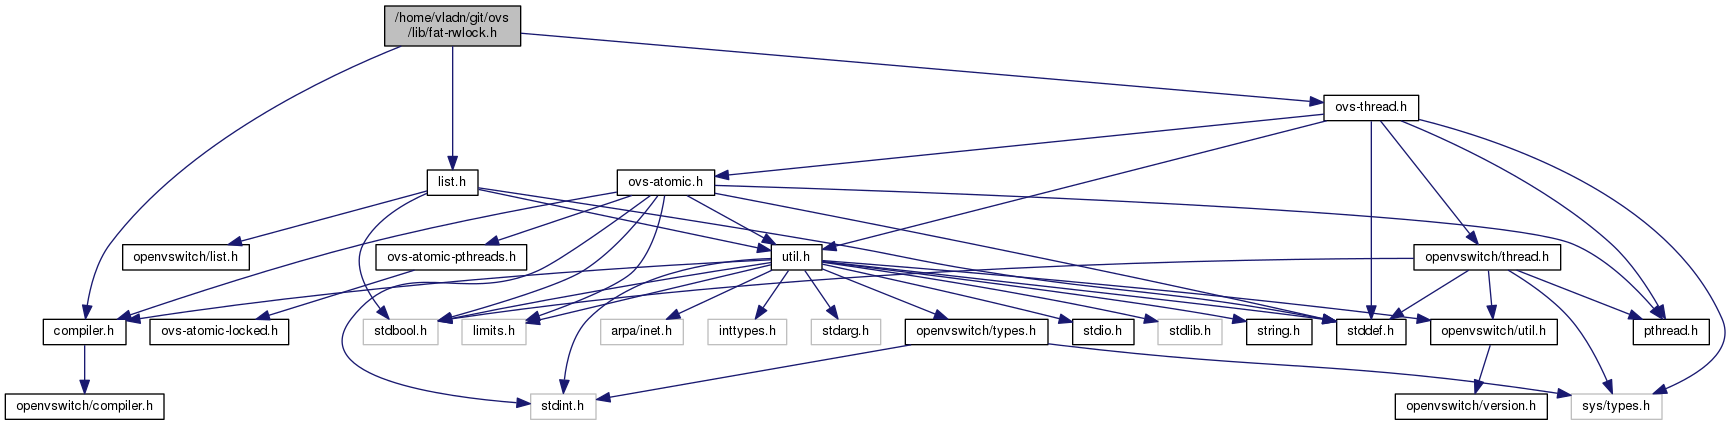 /home/vladn/git/ovs
/lib/fat-rwlock.h
ovs-thread.h
list.h
ovs-atomic.h
openvswitch/list.h
ovs-atomic-pthreads.h
util.h
openvswitch/thread.h
compiler.h
ovs-atomic-locked.h
stdbool.h
limits.h
arpa/inet.h
inttypes.h
stdarg.h
openvswitch/types.h
stdio.h
stdlib.h
string.h
stddef.h
openvswitch/util.h
pthread.h
openvswitch/compiler.h
stdint.h
openvswitch/version.h
sys/types.h